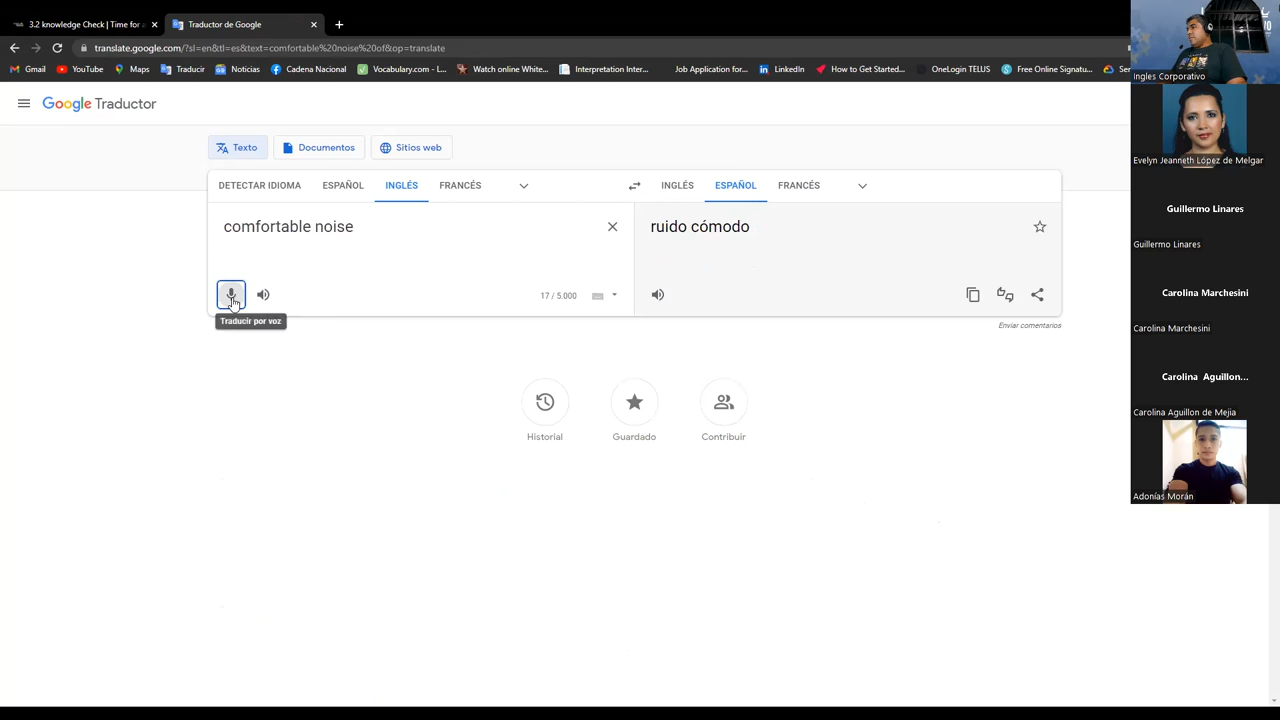 3.2 knowledge Check | Time for a
Traductor de Google
translate.google.com/?sl=en&tl=es&text=comfortable%20noise%20of&op=translate
Gmail
YouTube
Maps
Traducir
Noticias
Cadena Nacional
Vocabulary.com - L...
Watch online White...
Interpretation Inter...
Job Application for...
LinkedIn
How to Get Started...
OneLogin TELUS
Free Online Signatu...
Ser
Google Traductor
Texto
Documentos
Sitios web
DETECTAR IDIOMA
ESPAÑOL
INGLÉS
FRANCÉS
INGLÉS
ESPAÑOL
FRANCÉS
comfortable noise
ruido cómodo
17 / 5.000
Traducir por voz
Enviar comentarios
Historial
Guardado
Contribuir
Ingles Corporativo
Evelyn Jeanneth López de Melgar
Guillermo Linares
Guillermo Linares
Carolina Marchesini
Carolina Marchesini
Carolina Aguillon...
Carolina Aguillon de Mejia
Adonías Morán